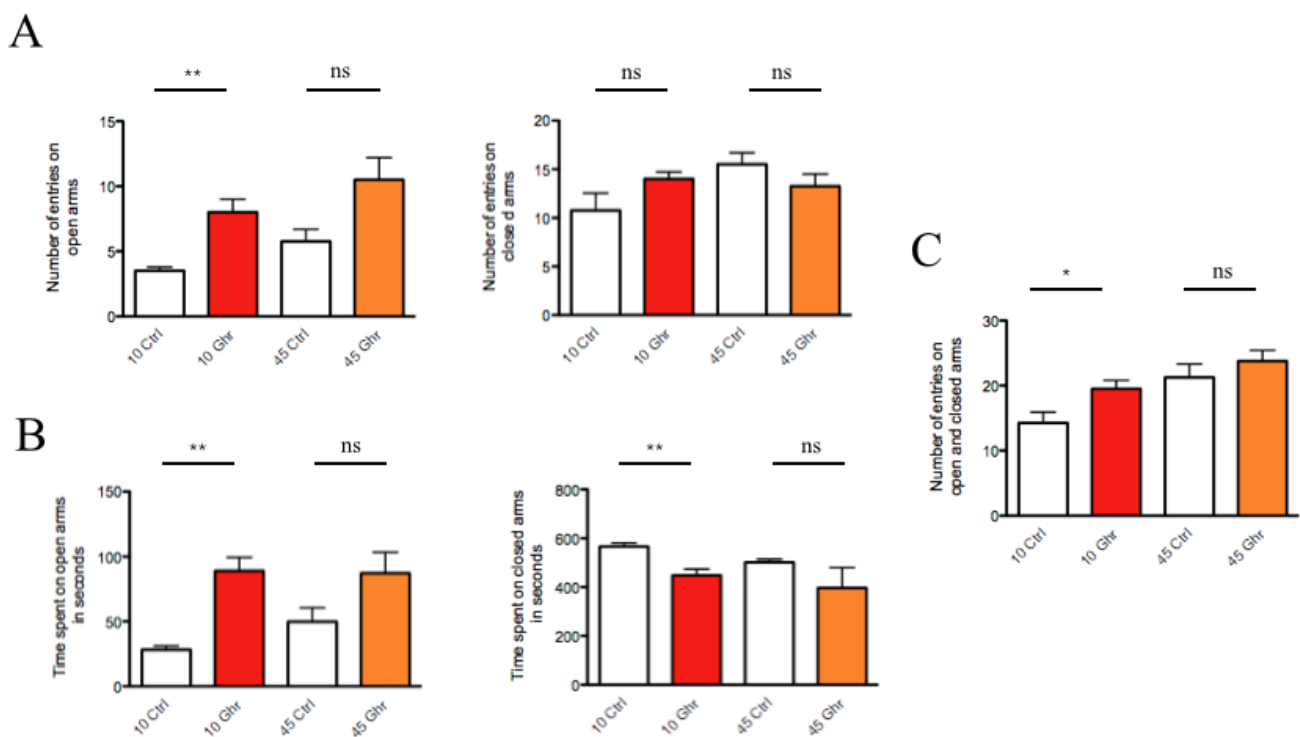 A
**
ns
Number of entries on
open arms
15
10
5
0
10 Ctrl
10 Ghr
45 Ctrl
45 Ghr
ns
ns
Number of entries on
close d arms
20
15
10
5
0
10 Ctrl
10 Ghr
45 Ctrl
45 Ghr
B
**
ns
Time spent on open arms
in seconds
150
100
50
0
10 Ctrl
10 Ghr
45 Ctrl
45 Ghr
**
ns
Time spent on closed arms
in seconds
800
600
400
200
0
10 Ctrl
10 Ghr
45 Ctrl
45 Ghr
C
*
ns
Number of entries on
open and closed arms
30
20
10
0
10 Ctrl
10 Ghr
45 Ctrl
45 Ghr